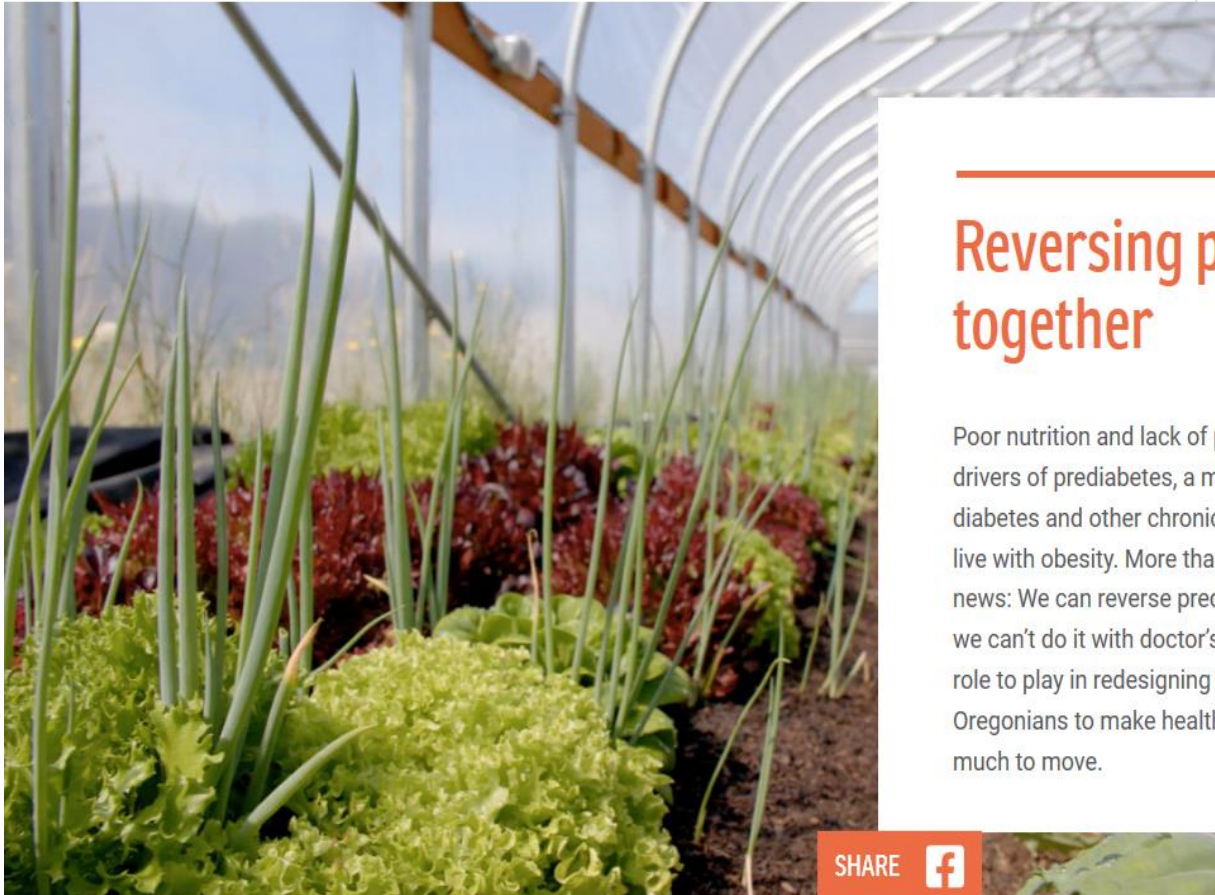 Reversing p
together
Poor nutrition and lack of p
drivers of prediabetes, a m
diabetes and other chronic
live with obesity. More tha
news: We can reverse pred
we can’t do it with doctor’s
role to play in redesigning
Oregonians to make health
much to move.
SHARE